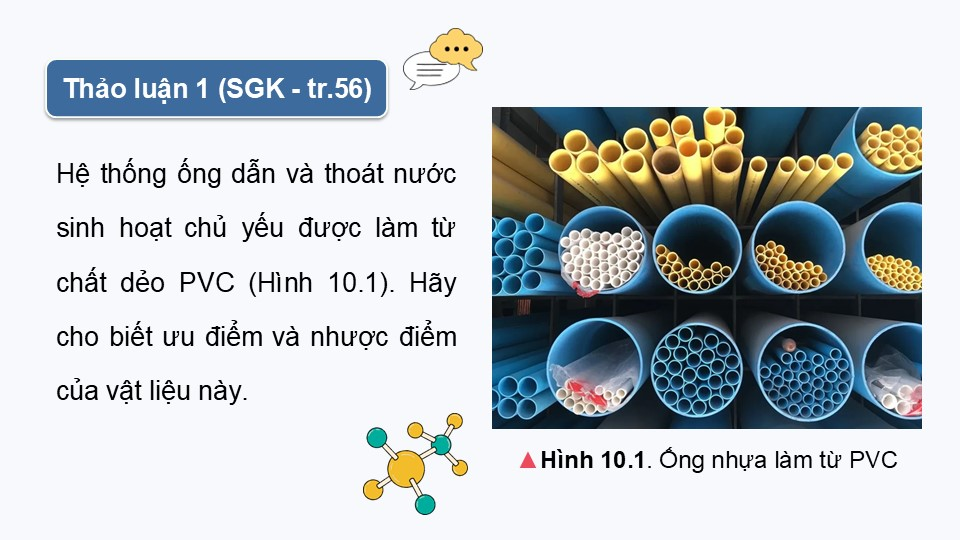 Thảo luận 1 (SGK - tr.56)
Hệ thống ống dẫn và thoát nước
sinh hoạt chủ yếu được làm từ
chất dẻo PVC (Hình 10.1). Hãy
cho biết ưu điểm và nhược điểm
của vật liệu này.
▲Hình 10.1. Ống nhựa làm từ PVC